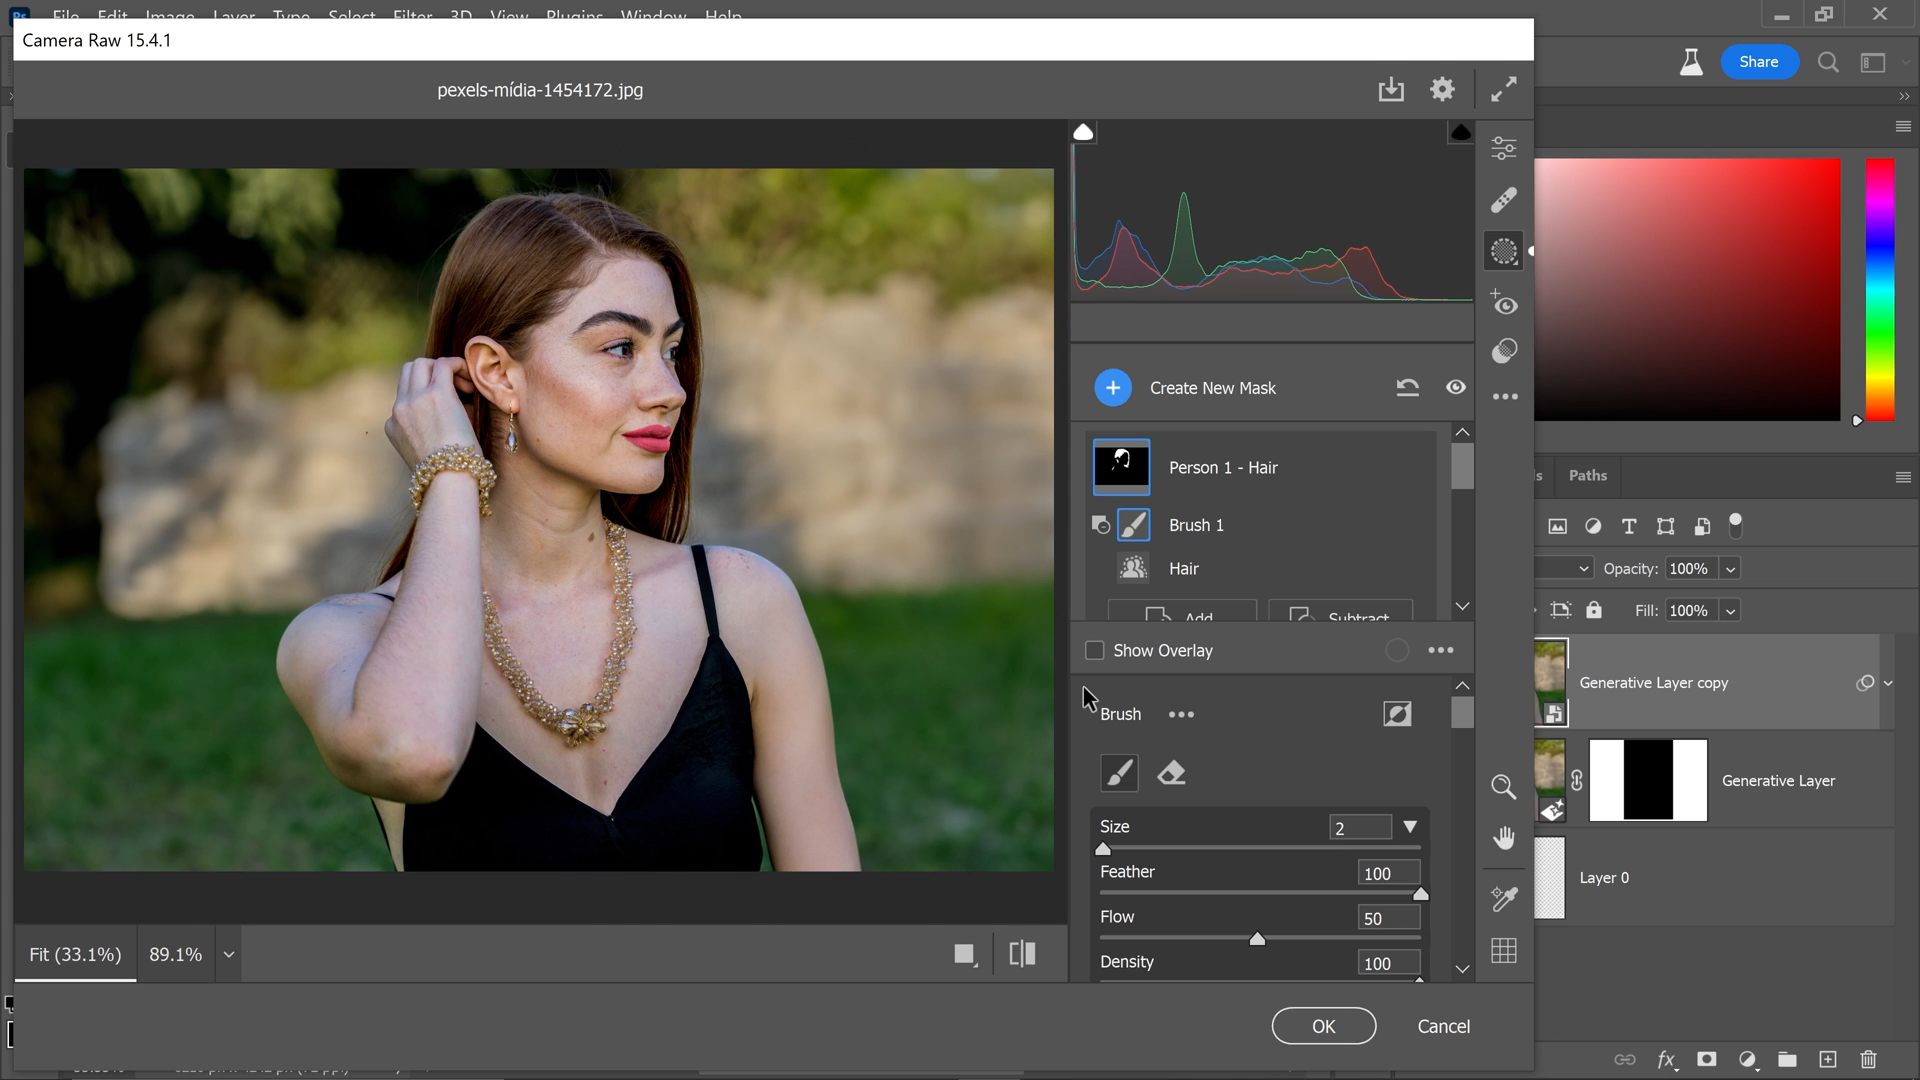 Ps File Edit Image Layer Type Select Filter 3D View Plugins Window Help
Camera Raw 15.4.1
pexels-mídia-1454172.jpg
Share
Create New Mask
Person 1 - Hair
Brush 1
Hair
Add Subtract
Show Overlay
Brush
Size 2
Feather 100
Flow 50
Density 100
Paths
Opacity: 100%
Fill: 100%
Generative Layer copy
Generative Layer
Layer 0
fx
Fit (33.1%) 89.1%
OK Cancel